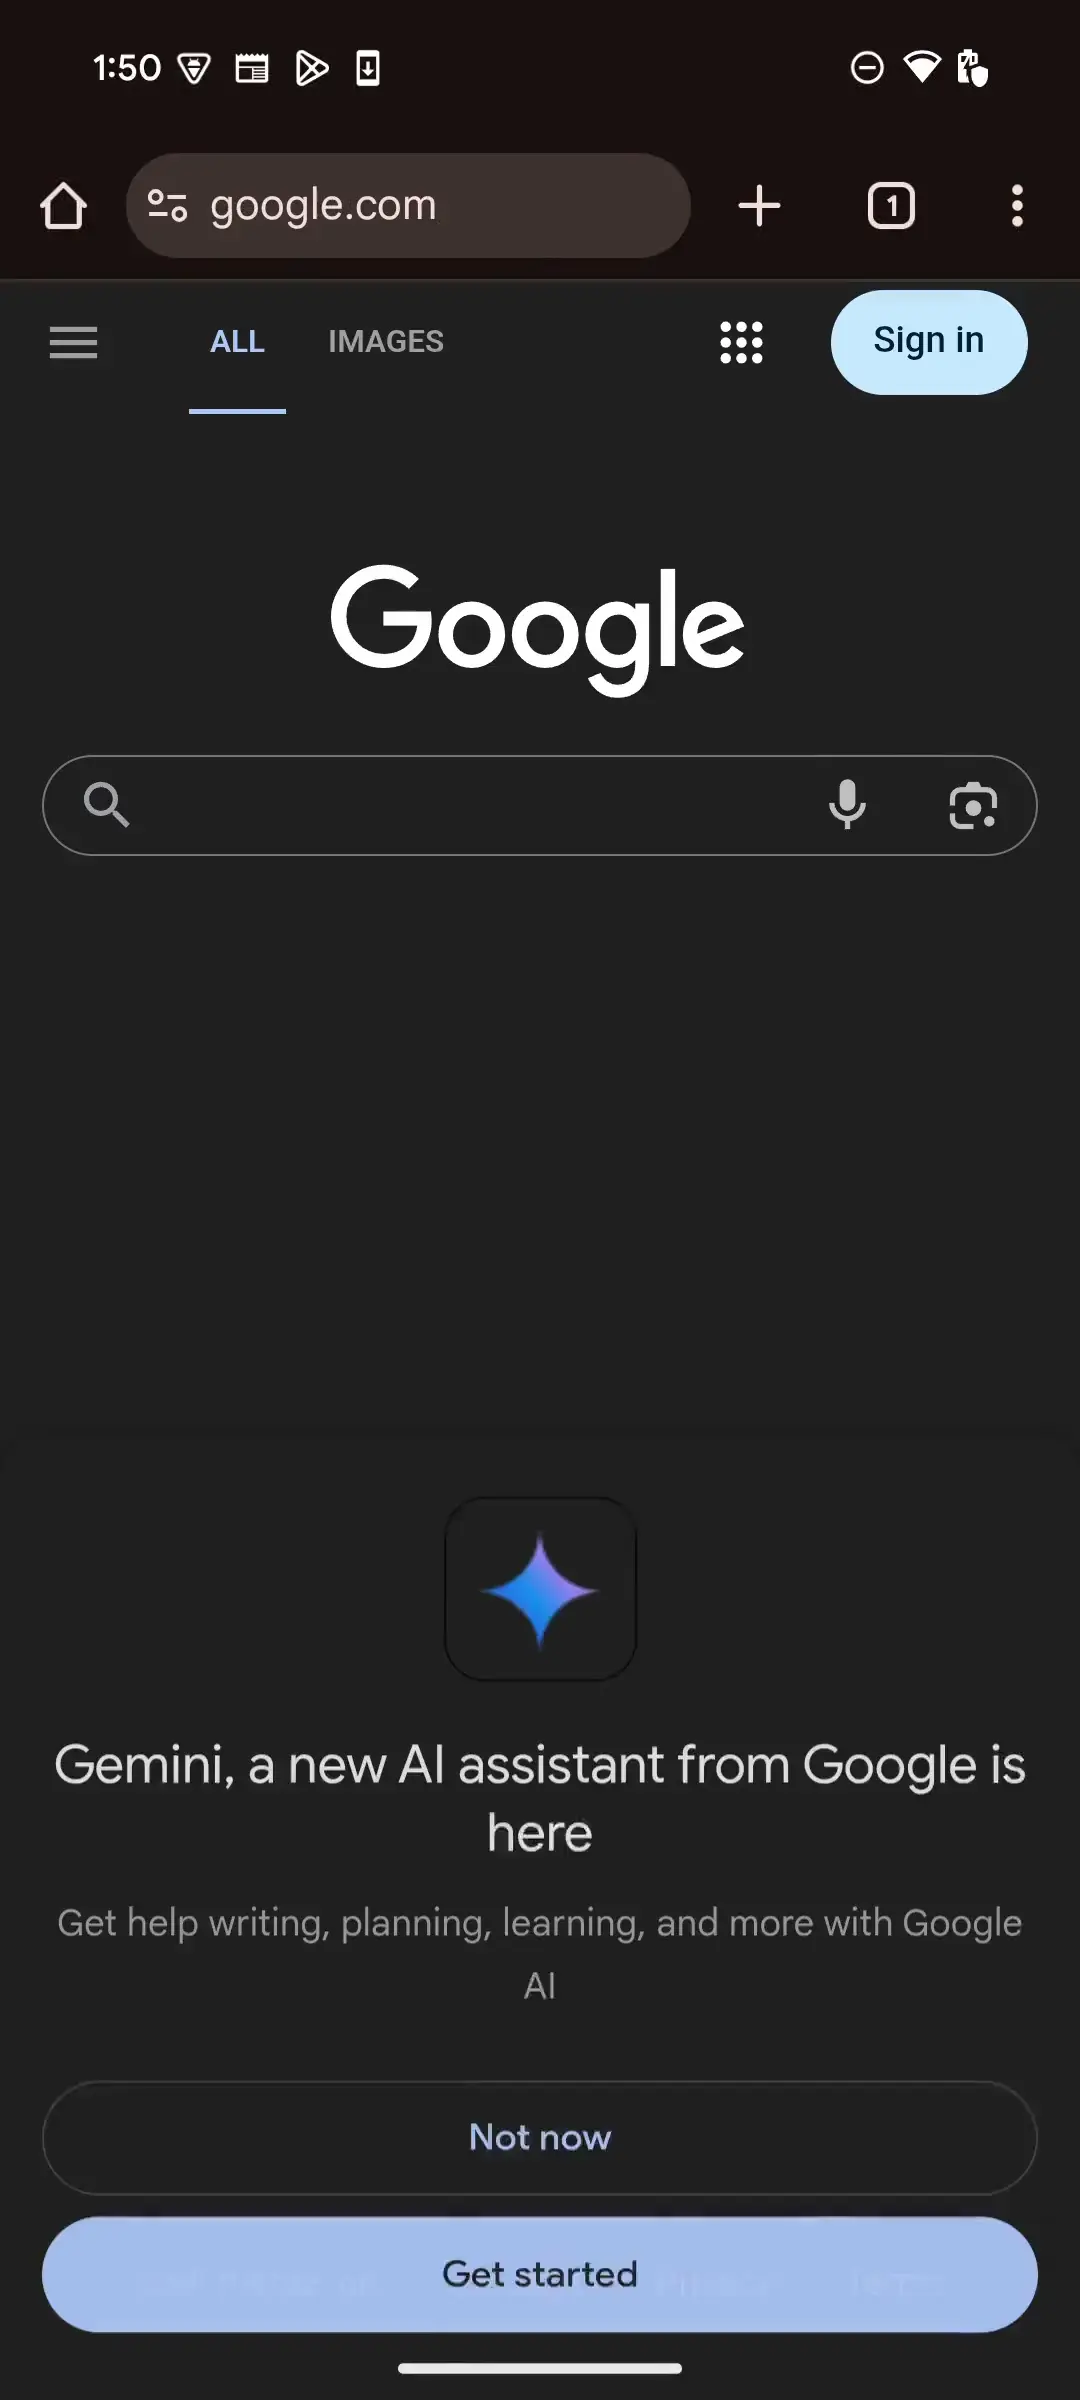 1:50
google.com
1
ALL IMAGES Sign in
Google
Gemini, a new AI assistant from Google is
here
Get help writing, planning, learning, and more with Google
AI
Not now
Get started